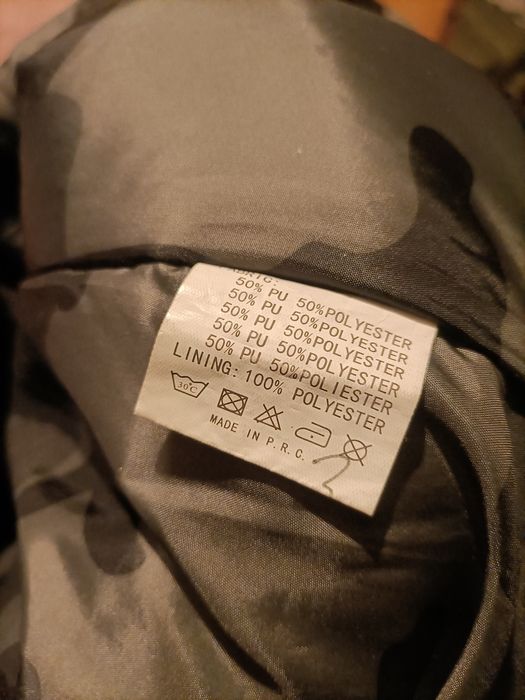 FABRIC:
50% PU 50%POLYESTER
50% PU 50%POLYESTER
50% PU 50%POLYESTER
50% PU 50%POLYESTER
50% PU 50%POLIESTER
LINING: 100% POLYESTER
30℃
MADE IN P.R.C.